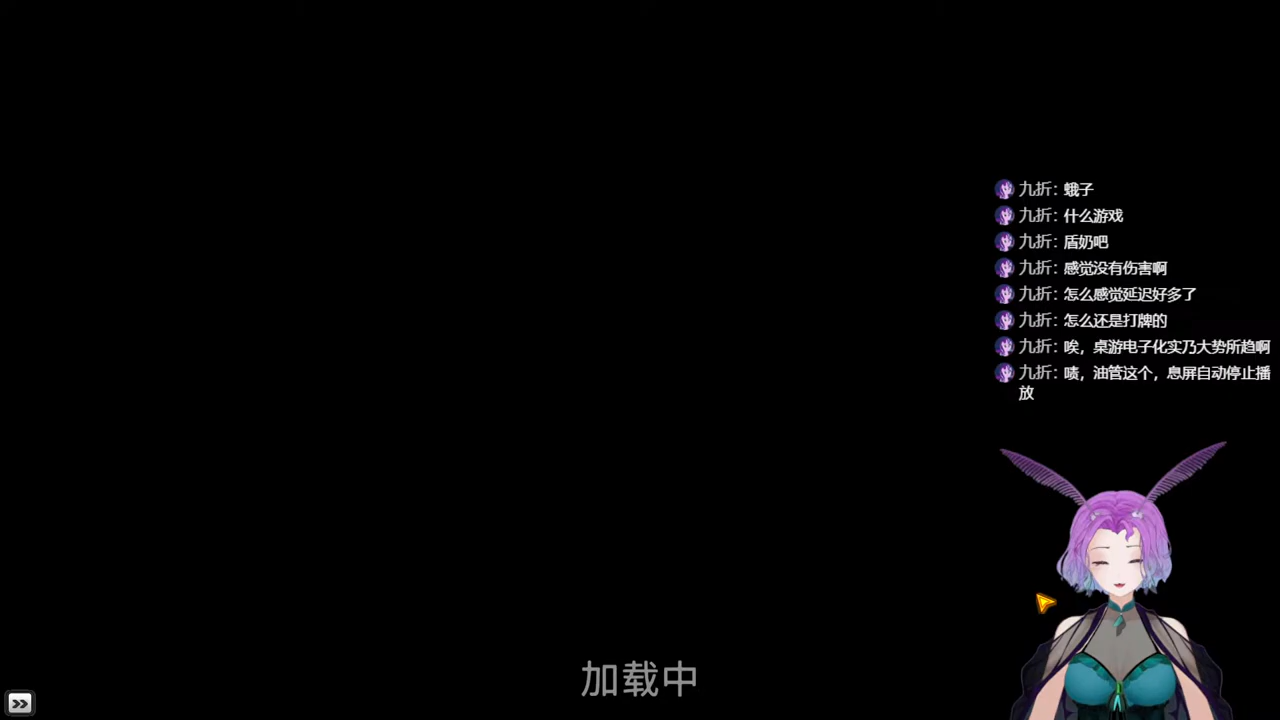 九折：蛾子
九折：什么游戏
九折：盾奶吧
九折：感觉没有伤害啊
九折：怎么感觉延迟好多了
九折：怎么还是打牌的
九折：唉，桌游电子化实乃大势所趋啊
九折：啧，油管这个，息屏自动停止播
放
加载中